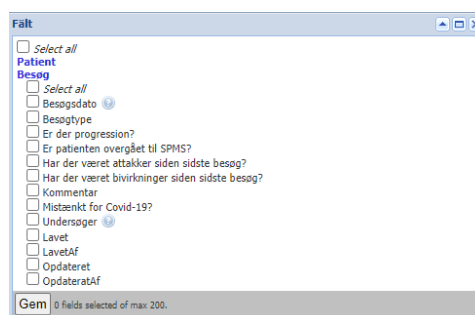 Fält
Select all
Patient
Besøg
Select all
Besøgsdato
Besøgtype
Er der progression?
Er patienten overgået til SPMS?
Har der været attakker siden sidste besøg?
Har der været bivirkninger siden sidste besøg?
Kommentar
Mistænkt for Covid-19?
Undersøger
Lavet
LavetAf
Opdateret
OpdateratAf
Gem 0 fields selected of max 200.